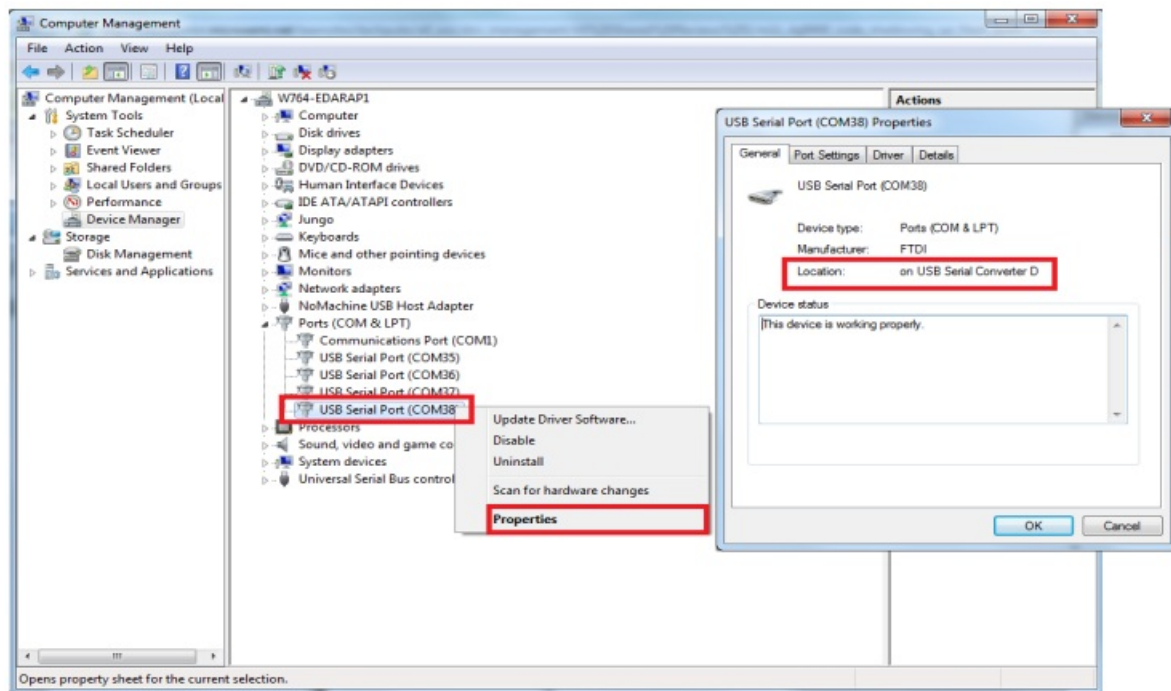 Computer Management
File Action View Help
Computer Management (Local
System Tools
Task Scheduler
Event Viewer
Shared Folders
Local Users and Groups
Performance
Device Manager
Storage
Disk Management
Services and Applications
W764-EDARAP1
Computer
Disk drives
Display adapters
DVD/CD-ROM drives
Human Interface Devices
IDE ATA/ATAPI controllers
Jungo
Keyboards
Mice and other pointing devices
Monitors
Network adapters
NoMachine USB Host Adapter
Ports (COM & LPT)
Communications Port (COM1)
USB Serial Port (COM35)
USB Serial Port (COM36)
USB Serial Port (COM37)
USB Serial Port (COM38)
Processors
Sound, video and game co
System devices
Universal Serial Bus control
Update Driver Software...
Disable
Uninstall
Scan for hardware changes
Properties
Actions
USB Serial Port (COM38) Properties
General Port Settings Driver Details
USB Serial Port (COM38)
Device type: Ports (COM & LPT)
Manufacturer: FTDI
Location: on USB Serial Converter D
Device status
This device is working properly.
OK Cancel
Opens property sheet for the current selection.